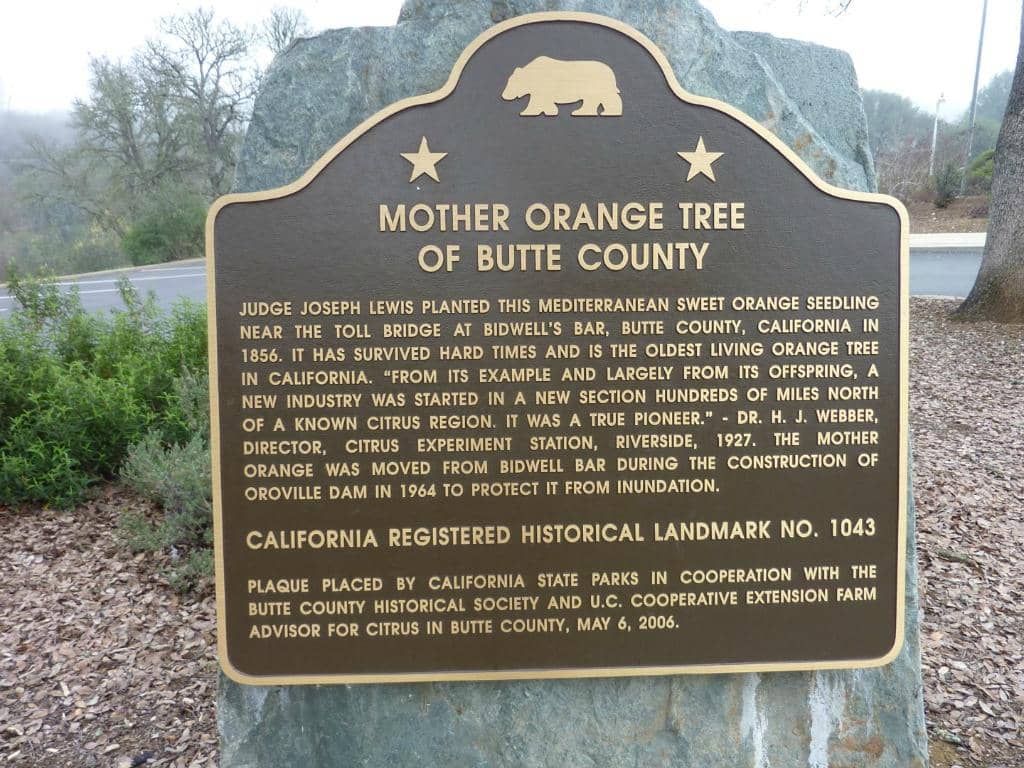 MOTHER ORANGE TREE
OF BUTTE COUNTY
JUDGE JOSEPH LEWIS PLANTED THIS MEDITERRANEAN SWEET ORANGE SEEDLING
NEAR THE TOLL BRIDGE AT BIDWELL'S BAR, BUTTE COUNTY, CALIFORNIA IN
1856. IT HAS SURVIVED HARD TIMES AND IS THE OLDEST LIVING ORANGE TREE
IN CALIFORNIA. "FROM ITS EXAMPLE AND LARGELY FROM ITS OFFSPRING, A
NEW INDUSTRY WAS STARTED IN A NEW SECTION HUNDREDS OF MILES NORTH
OF A KNOWN CITRUS REGION. IT WAS A TRUE PIONEER." - DR. H. J. WEBBER,
DIRECTOR, CITRUS EXPERIMENT STATION, RIVERSIDE, 1927. THE MOTHER
ORANGE WAS MOVED FROM BIDWELL BAR DURING THE CONSTRUCTION OF
OROVILLE DAM IN 1964 TO PROTECT IT FROM INUNDATION.
CALIFORNIA REGISTERED HISTORICAL LANDMARK NO. 1043
PLAQUE PLACED BY CALIFORNIA STATE PARKS IN COOPERATION WITH THE
BUTTE COUNTY HISTORICAL SOCIETY AND U.C. COOPERATIVE EXTENSION FARM
ADVISOR FOR CITRUS IN BUTTE COUNTY, MAY 6, 2006.